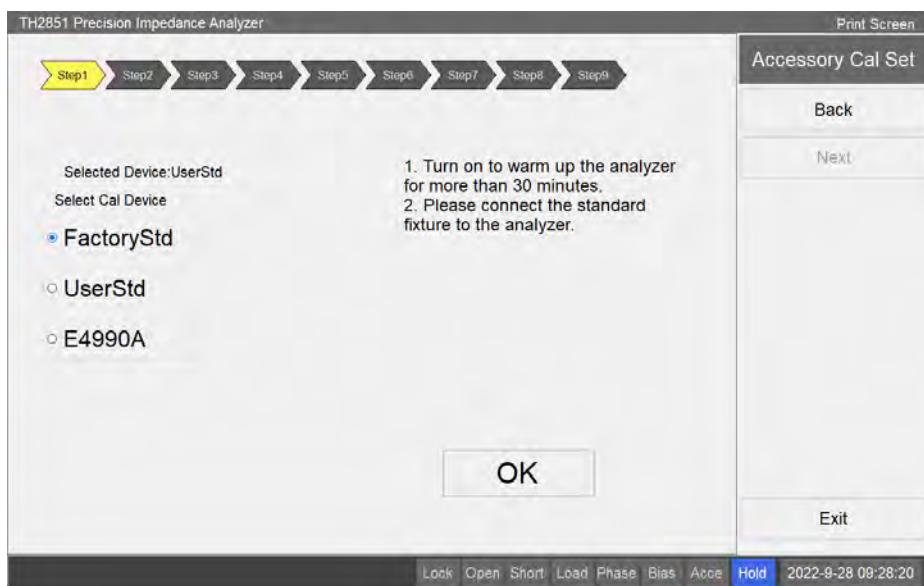 TH2851 Precision Impedance Analyzer
Print Screen
Step1 Step2 Step3 Step4 Step5 Step6 Step7 Step8 Step9
Accessory Cal Set
Back
Next
Selected Device:UserStd
Select Cal Device
FactoryStd
UserStd
E4990A
1. Turn on to warm up the analyzer
for more than 30 minutes.
2. Please connect the standard
fixture to the analyzer.
OK
Exit
Lock Open Short Load Phase Bias Acce Hold 2022-9-28 09:28:20